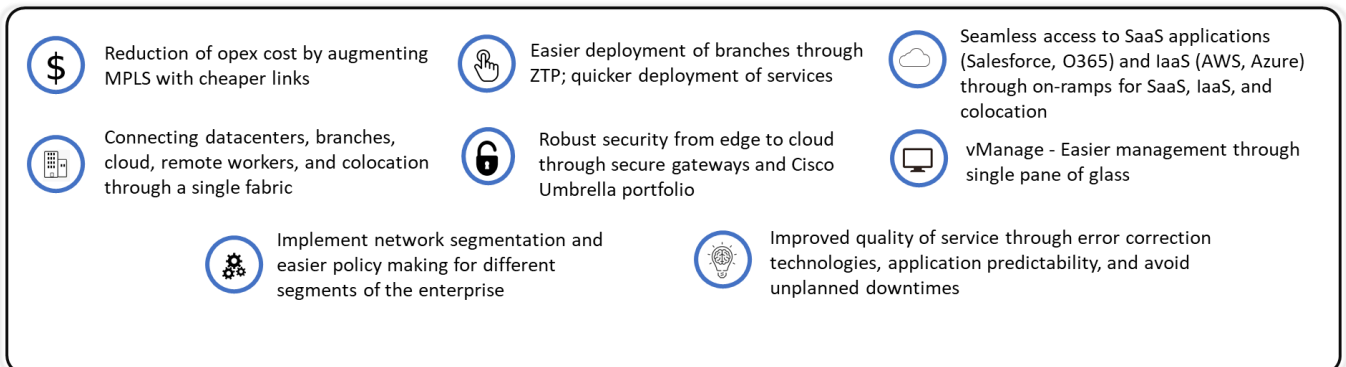 $
Reduction of opex cost by augmenting
MPLS with cheaper links
Easier deployment of branches through
ZTP; quicker deployment of services
Seamless access to SaaS applications
(Salesforce, O365) and IaaS (AWS, Azure)
through on-ramps for SaaS, IaaS, and
colocation
Connecting datacenters, branches,
cloud, remote workers, and colocation
through a single fabric
Robust security from edge to cloud
through secure gateways and Cisco
Umbrella portfolio
vManage - Easier management through
single pane of glass
Implement network segmentation and
easier policy making for different
segments of the enterprise
Improved quality of service through error correction
technologies, application predictability, and avoid
unplanned downtimes